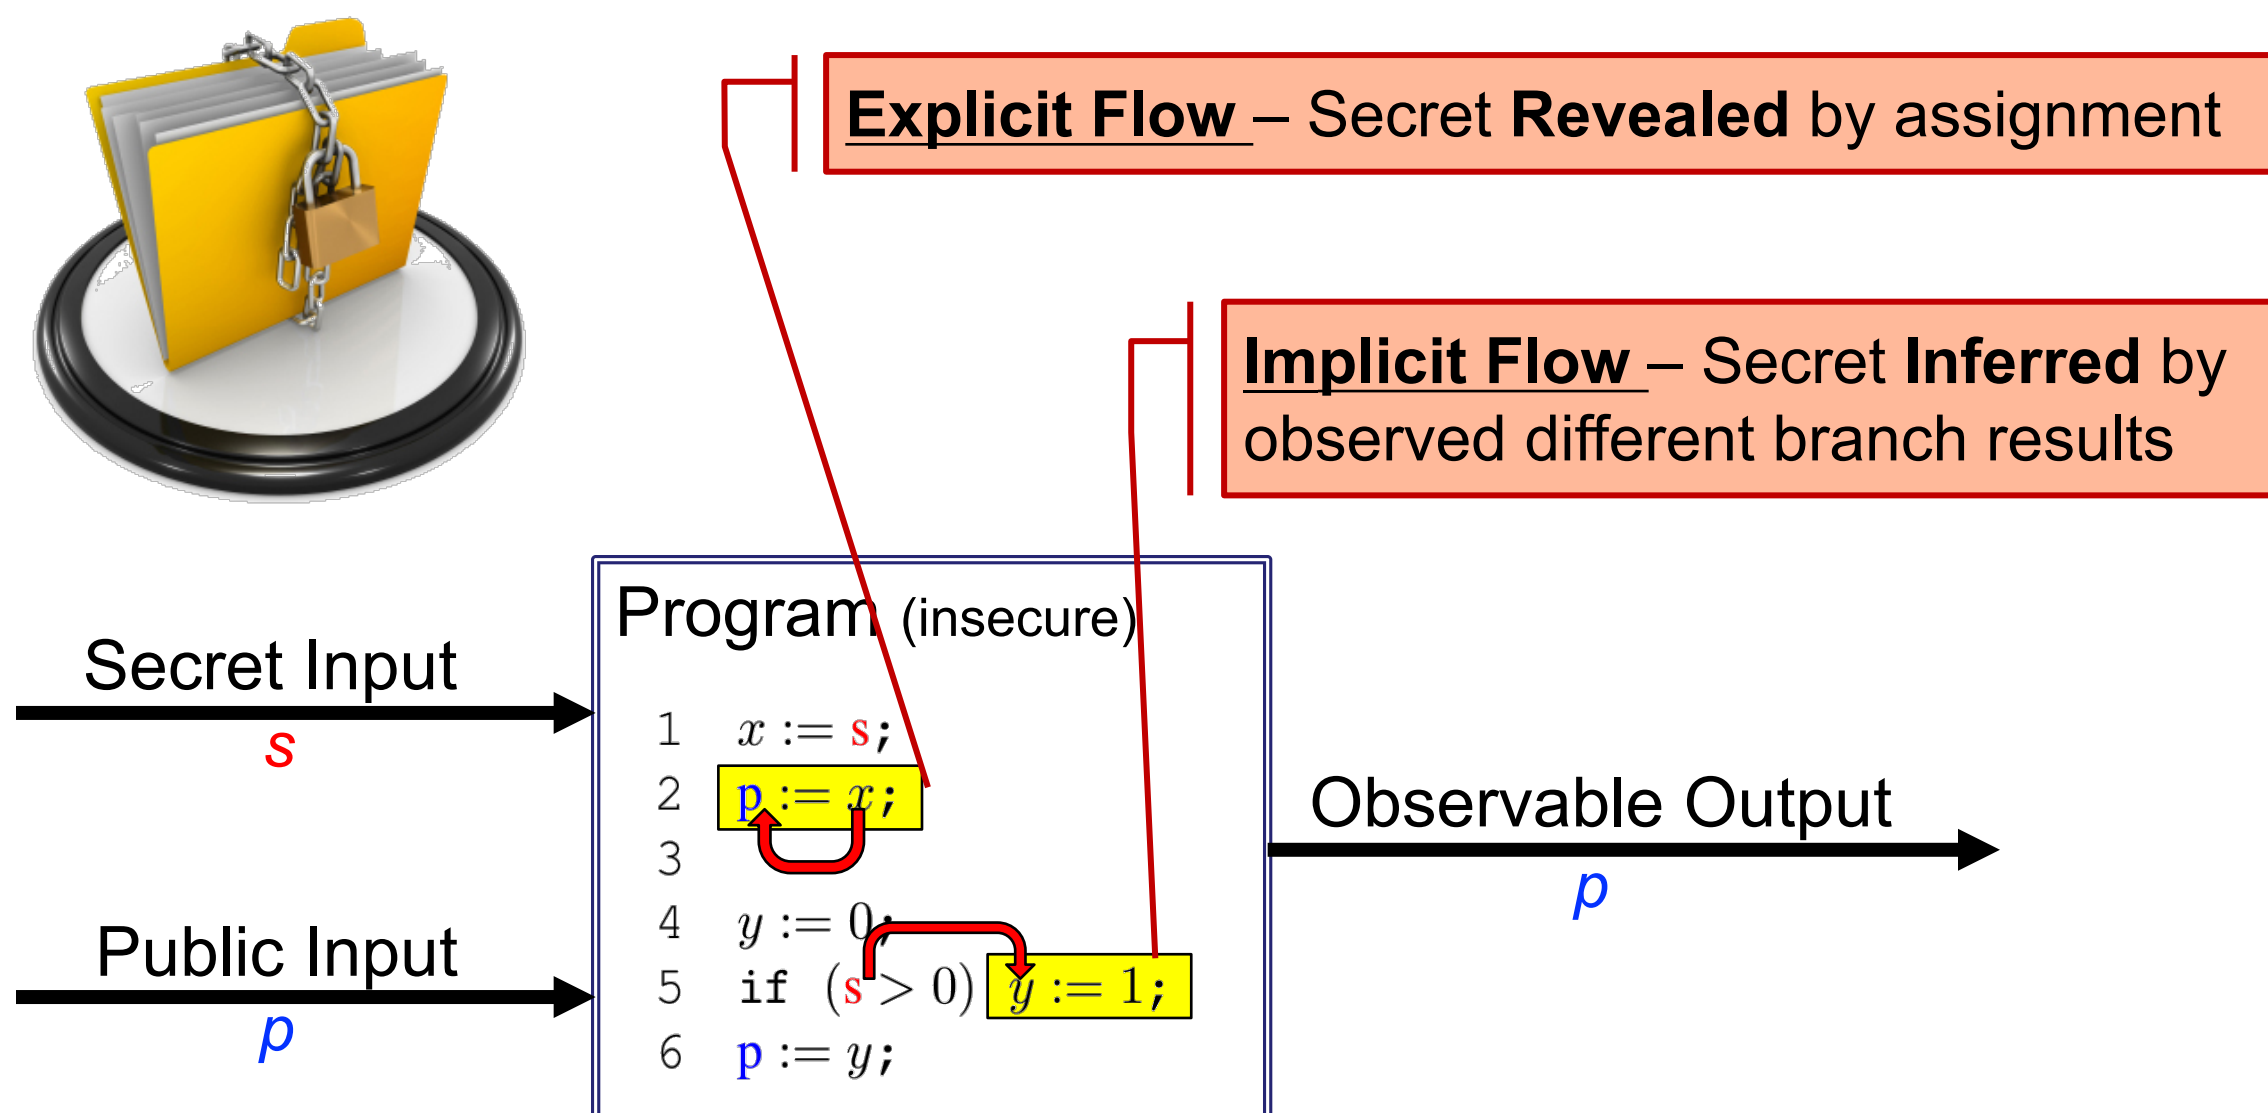 Explicit Flow – Secret Revealed by assignment
Implicit Flow – Secret Inferred by
observed different branch results
Program (insecure)
Secret Input
s
1 x := s;
2 p := x;
3
4 y := 0;
5 if (s > 0) y := 1;
6 p := y;
Public Input
p
Observable Output
p